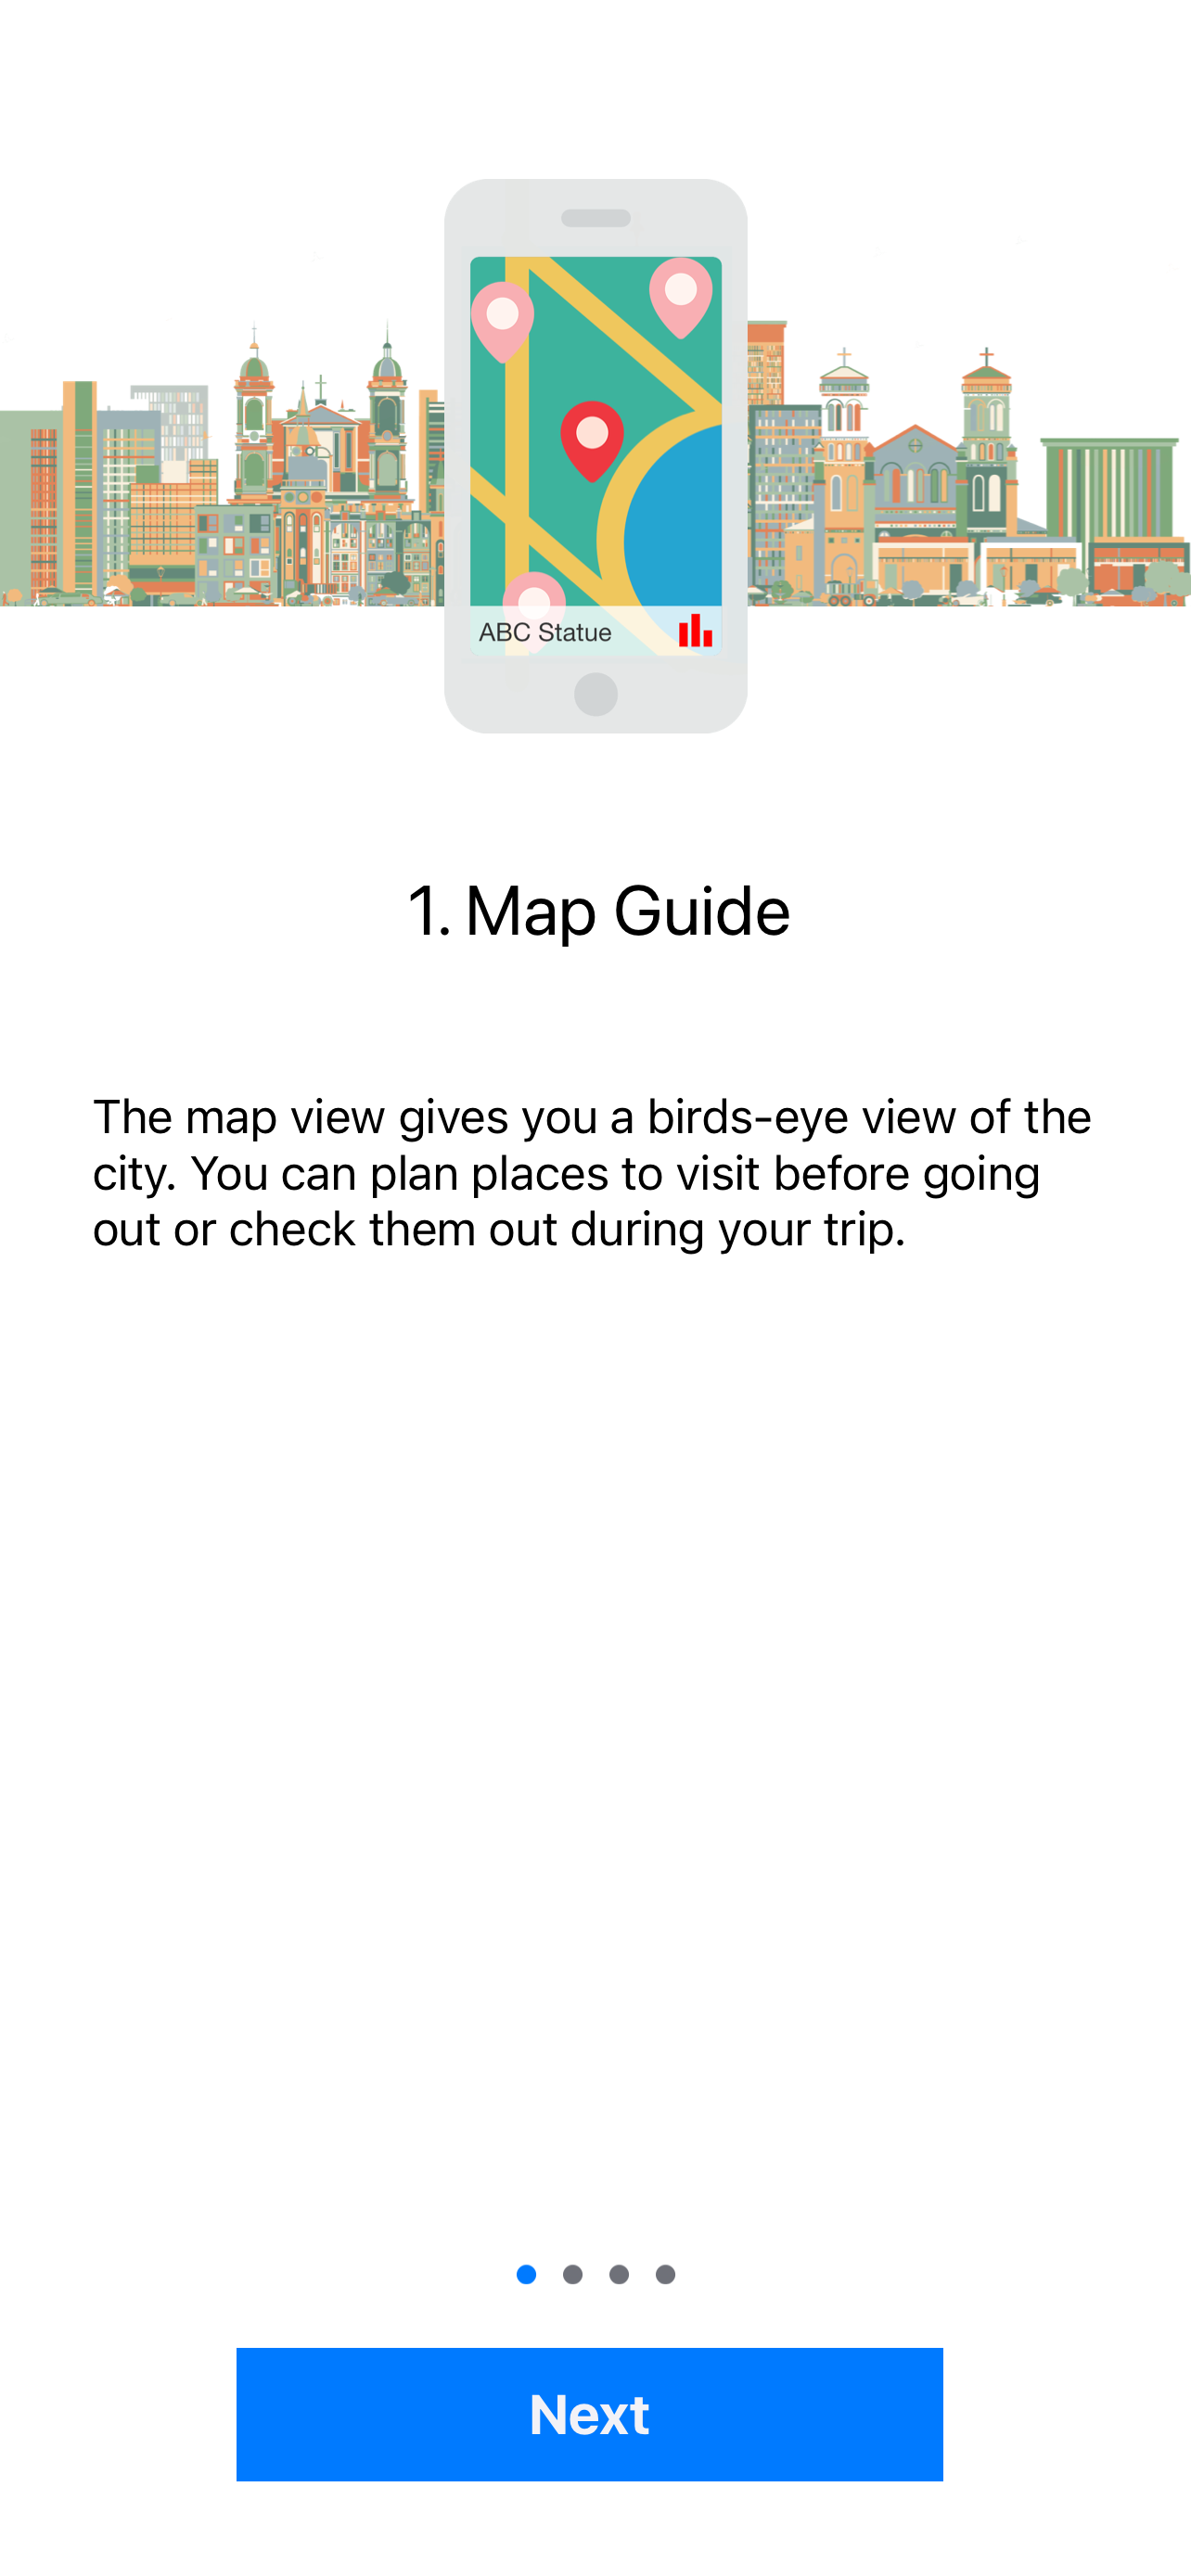 ABC Statue
1. Map Guide
The map view gives you a birds-eye view of the
city. You can plan places to visit before going
out or check them out during your trip.
Next